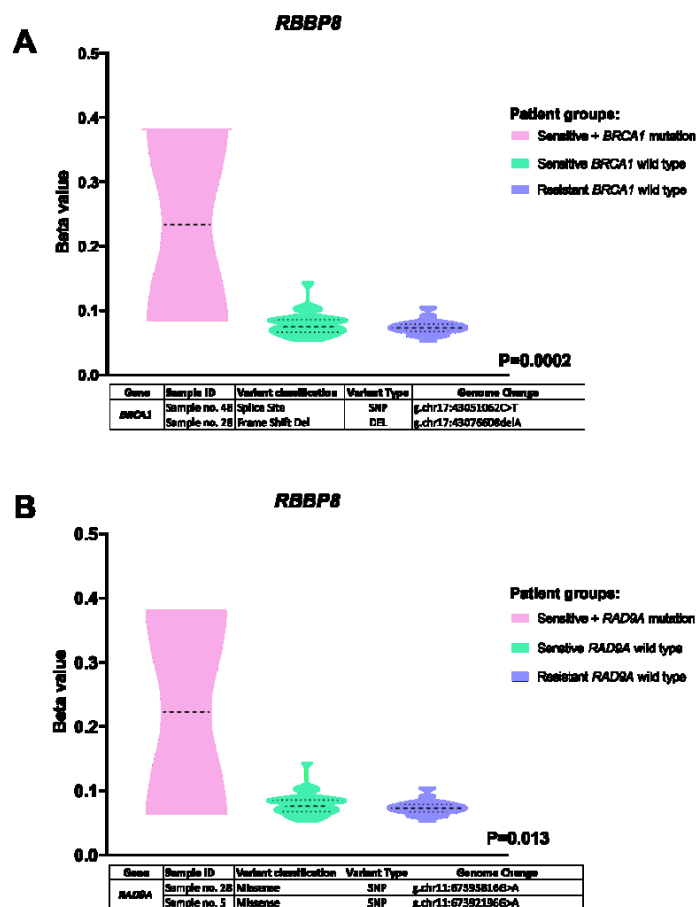 RBBP8
A
0.5
0.4
0.3
0.2
0.1
0.0
Beta value
Patient groups:
Sensitive + BRCA1 mutation
Sensitive BRCA1 wild type
Resistant BRCA1 wild type
P=0.0002
Gene Sample ID Variant classification Variant Type Genome Change
BRCA1 Sample no. 48 Splice Site SNP g.chr17:43051062C>T
Sample no. 28 Frame Shift Del DEL g.chr17:43076608delA
RBBP8
B
0.5
0.4
0.3
0.2
0.1
0.0
Beta value
Patient groups:
Sensitive + RAD9A mutation
Senstive RAD9A wild type
Resistant RAD9A wild type
P=0.013
Gene Sample ID Variant classification Variant Type Genome Change
RAD9A Sample no. 28 Missense SNP
Sample no. 5 Missense SNP